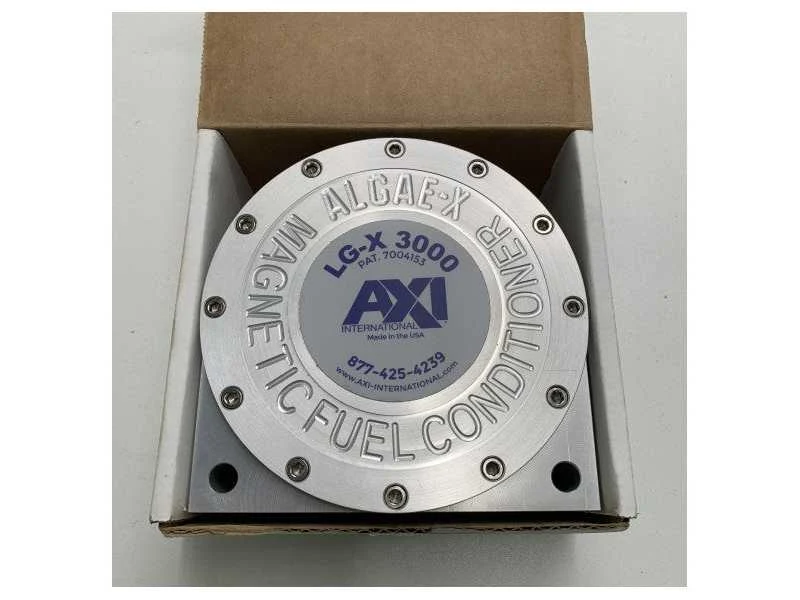 ALGAE-X
MAGNETIC FUEL CONDITIONER
LG-X 3000
PAT. 7004153
AXI
INTERNATIONAL
Made in the USA
877-425-4239
www.AXI-INTERNATIONAL.com